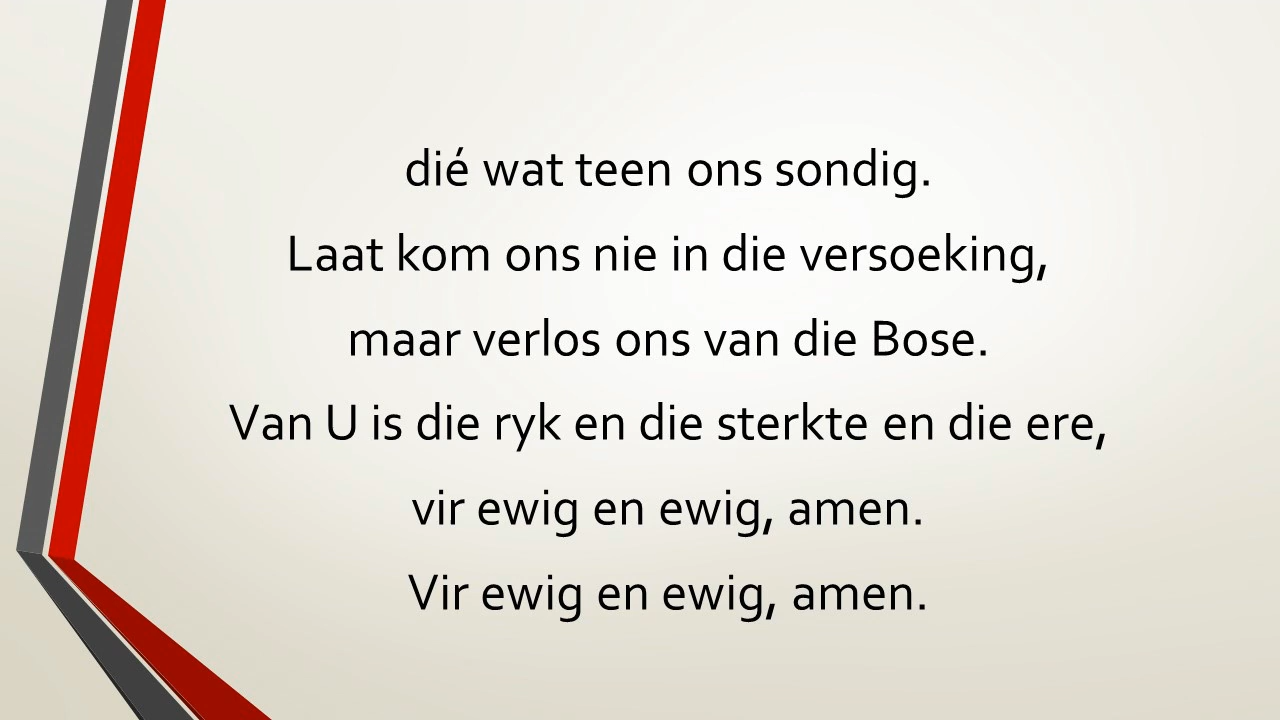 dié wat teen ons sondig.
Laat kom ons nie in die versoeking,
maar verlos ons van die Bose.
Van U is die ryk en die sterkte en die ere,
vir ewig en ewig, amen.
Vir ewig en ewig, amen.